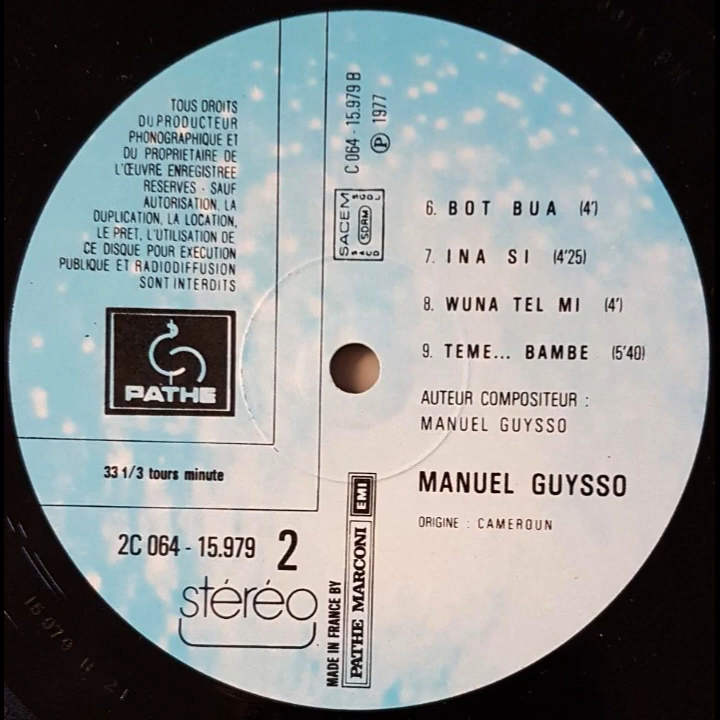 TOUS DROITS
DU PRODUCTEUR
PHONOGRAPHIQUE ET
DU PROPRIETAIRE DE
L'ŒUVRE ENREGISTREE
RESERVES - SAUF
AUTORISATION, LA
DUPLICATION, LA LOCATION,
LE PRET, L'UTILISATION DE
CE DISQUE POUR EXECUTION
PUBLIQUE ET RADIODIFFUSION
SONT INTERDITS
PATHE
33 1/3 tours minute
2C 064 - 15.979 2
stéréo
C 064 - 15.979 B
Ⓟ 1977
SACEM
SDRM
SACD
SGDL
6. BOT BUA (4')
7. INA SI (4'25)
8. WUNA TEL MI (4')
9. TEME... BAMBE (5'40)
AUTEUR COMPOSITEUR :
MANUEL GUYSSO
MANUEL GUYSSO
ORIGINE : CAMEROUN
MADE IN FRANCE BY
PATHE MARCONI EMI